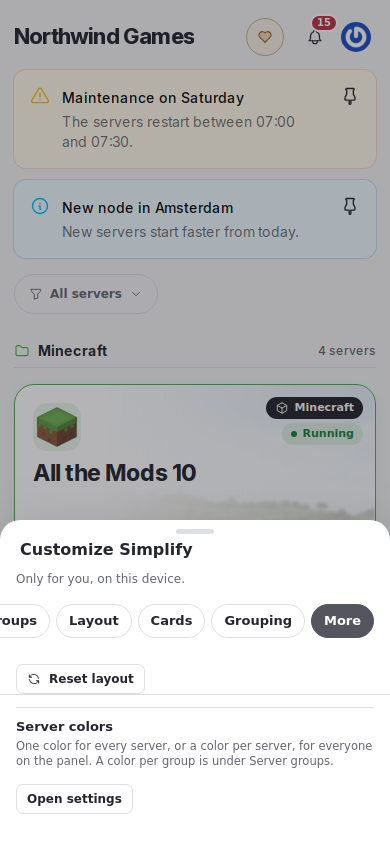 Northwind Games
15
Maintenance on Saturday
The servers restart between 07:00
and 07:30.
New node in Amsterdam
New servers start faster from today.
All servers
Minecraft
4 servers
Minecraft
Running
All the Mods 10
Customize Simplify
Only for you, on this device.
roups
Layout
Cards
Grouping
More
Reset layout
Server colors
One color for every server, or a color per server, for everyone
on the panel. A color per group is under Server groups.
Open settings